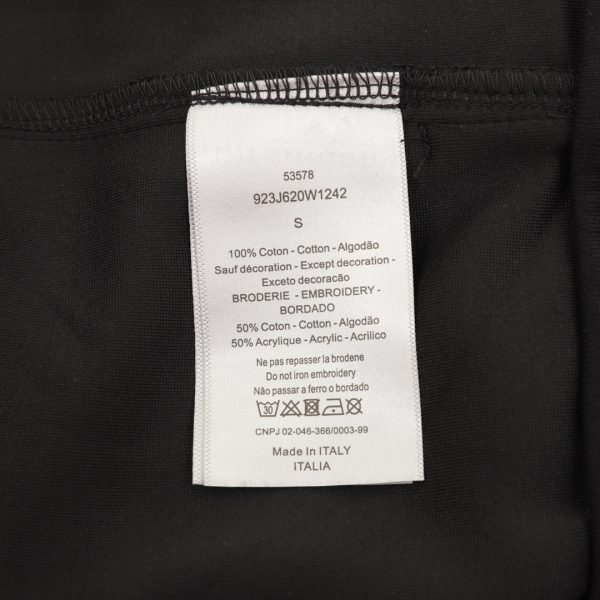 53578
923J620W1242
S
100% Coton - Cotton - Algodão
Sauf décoration - Except decoration -
Exceto decoracão
BRODERIE - EMBROIDERY -
BORDADO
50% Coton - Cotton - Algodão
50% Acrylique - Acrylic - Acrilico
Ne pas repasser la brodene
Do not iron embroidery
Não passar a ferro o bordado
30
CNPJ 02-046-366/0003-99
Made In ITALY
ITALIA